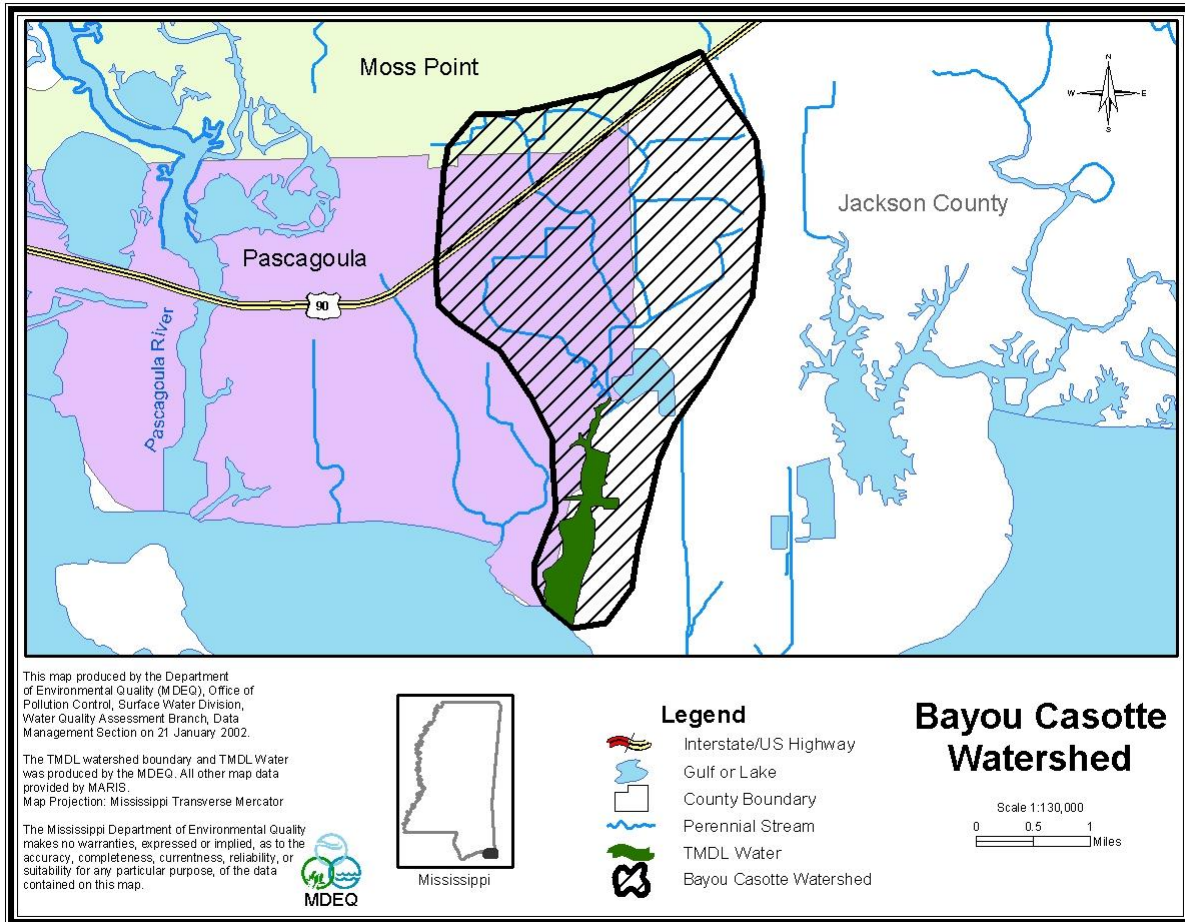 Moss Point
N
W
E
S
Jackson County
Pascagoula
90
Pascagoula River
This map produced by the Department
of Environmental Quality (MDEQ), Office of
Pollution Control, Surface Water Division,
Water Quality Assessment Branch, Data
Management Section on 21 January 2002.
The TMDL watershed boundary and TMDL Water
was produced by the MDEQ. All other map data
provided by MARIS.
Map Projection: Mississippi Transverse Mercator
The Mississippi Department of Environmental Quality
makes no warranties, expressed or implied, as to the
accuracy, completeness, currentness, reliability, or
suitability for any particular purpose, of the data
contained on this map.
MDEQ
Mississippi
Legend
Interstate/US Highway
Gulf or Lake
County Boundary
Perennial Stream
TMDL Water
Bayou Casotte Watershed
Bayou Casotte
Watershed
Scale 1:130,000
0 0.5 1
Miles